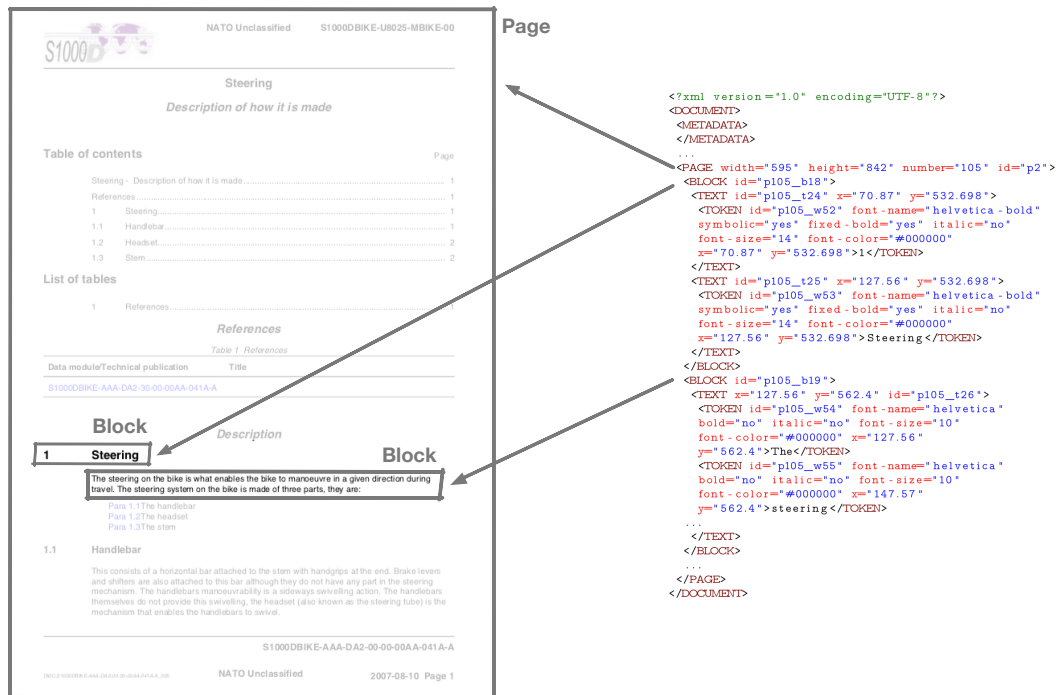 NATO Unclassified S1000DBIKE-U8025-MBIKE-00
S1000D
Steering
Description of how it is made
Table of contents Page
Steering - Description of how it is made 1
References 1
1 Steering 1
1.1 Handlebar 1
1.2 Headset 2
1.3 Stem 2
List of tables
1 References 1
References
Table 1 References
Data module/Technical publication Title
S1000DBIKE-AAA-DA2-30-00-00AA-041A-A
Block
Description
1 Steering
Block
The steering on the bike is what enables the bike to manoeuvre in a given direction during
travel. The steering system on the bike is made of three parts, they are:
Para 1.1The handlebar
Para 1.2The headset
Para 1.3The stem
1.1 Handlebar
This consists of a horizontal bar attached to the stem with handgrips at the end. Brake levers
and shifters are also attached to this bar although they do not have any part in the steering
mechanism. The handlebars manoeuvrability is a sideways swivelling action. The handlebars
themselves do not provide this swivelling, the headset (also known as the steering tube) is the
mechanism that enables the handlebars to swivel.
S1000DBIKE-AAA-DA2-00-00-00AA-041A-A
NATO Unclassified 2007-08-10 Page 1
Page
<?xml version="1.0" encoding="UTF-8"?>
<DOCUMENT>
<METADATA>
</METADATA>
...
<PAGE width="595" height="842" number="105" id="p2">
<BLOCK id="p105_b18">
<TEXT id="p105_t24" x="70.87" y="532.698">
<TOKEN id="p105_w52" font-name="helvetica-bold"
symbolic="yes" fixed-bold="yes" italic="no"
font-size="14" font-color="#000000"
x="70.87" y="532.698">1</TOKEN>
</TEXT>
<TEXT id="p105_t25" x="127.56" y="532.698">
<TOKEN id="p105_w53" font-name="helvetica-bold"
symbolic="yes" fixed-bold="yes" italic="no"
font-size="14" font-color="#000000"
x="127.56" y="532.698">Steering</TOKEN>
</TEXT>
</BLOCK>
<BLOCK id="p105_b19">
<TEXT x="127.56" y="562.4" id="p105_t26">
<TOKEN id="p105_w54" font-name="helvetica"
bold="no" italic="no" font-size="10"
font-color="#000000" x="127.56"
y="562.4">The</TOKEN>
<TOKEN id="p105_w55" font-name="helvetica"
bold="no" italic="no" font-size="10"
font-color="#000000" x="147.57"
y="562.4">steering</TOKEN>
...
</TEXT>
</BLOCK>
...
</PAGE>
</DOCUMENT>